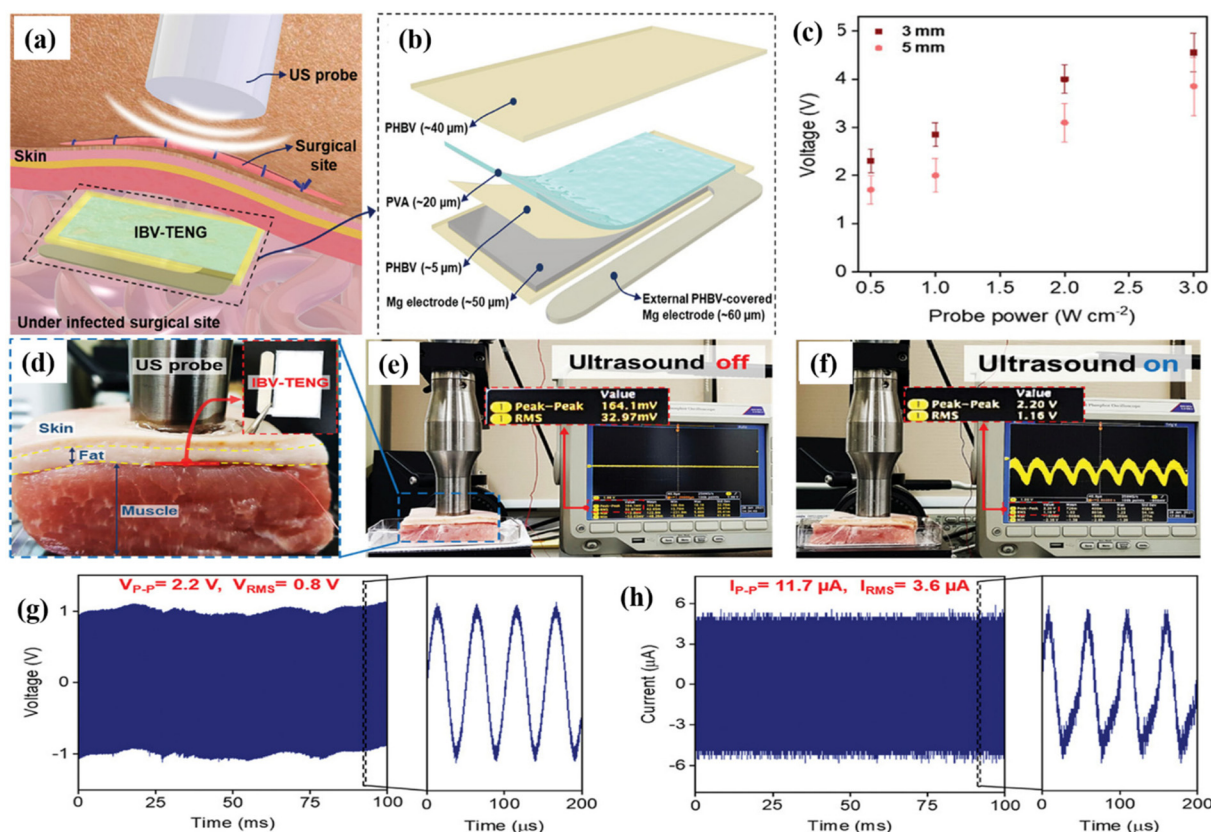 (a)
US probe
Surgical
site
Skin
IBV-TENG
Under infected surgical site
(b)
PHBV (~40 µm)
PVA (~20 µm)
PHBV (~5 µm)
Mg electrode (~50 µm)
External PHBV-covered
Mg electrode (~60 µm)
(c)
3 mm
5 mm
Voltage (V)
5
4
3
2
1
0
0.5 1.0 1.5 2.0 2.5 3.0
Probe power (W cm⁻²)
(d)
US probe
IBV-TENG
Skin
Fat
Muscle
(e)
Ultrasound off
Value
1 Peak-Peak 164.1mV
1 RMS 32.97mV
(f)
Ultrasound on
Value
1 Peak-Peak 2.20 V
1 RMS 1.16 V
(g)
V P-P= 2.2 V, V RMS= 0.8 V
Voltage (V)
1
0
-1
0 25 50 75 100
Time (ms)
0 100 200
Time (µs)
(h)
I P-P= 11.7 µA, I RMS= 3.6 µA
Current (µA)
6
3
0
-3
-6
0 25 50 75 100
Time (ms)
0 100 200
Time (µs)